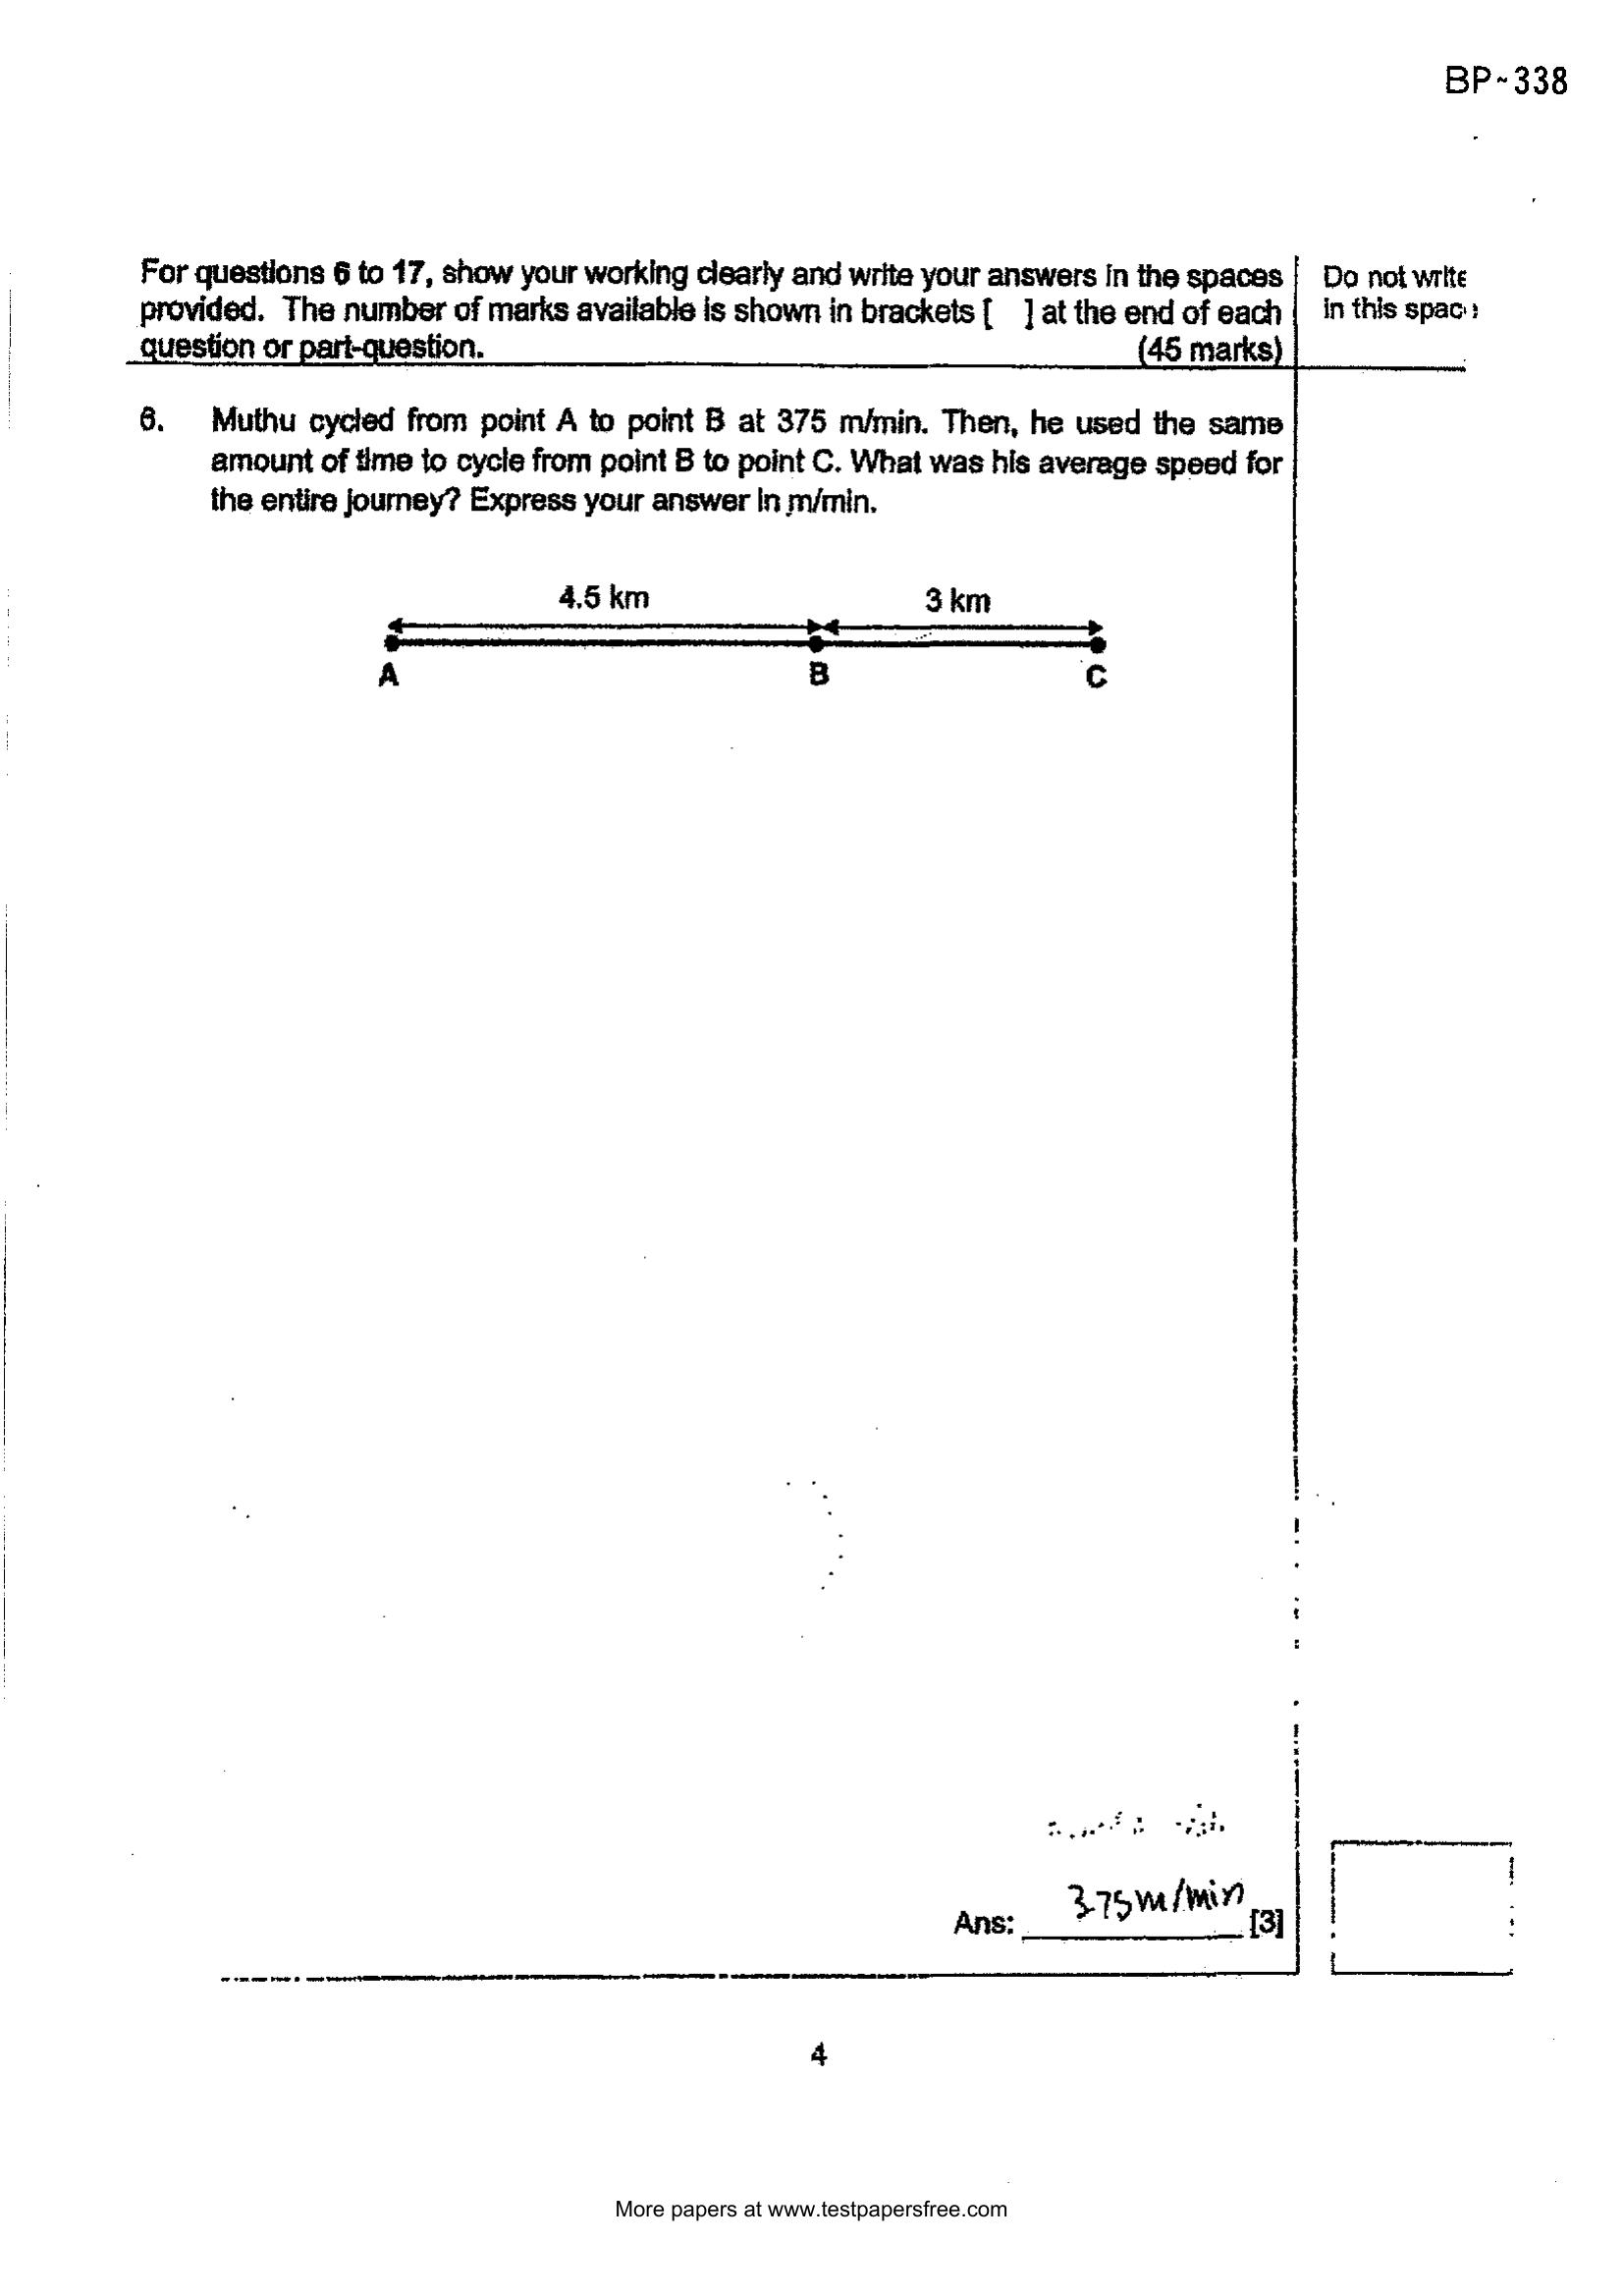 BP~338
For questions 6 to 17, show your working clearly and write your answers in the spaces
provided. The number of marks available is shown in brackets [ ] at the end of each
question or part-question. (45 marks)
Do not write
in this space
6. Muthu cycled from point A to point B at 375 m/min. Then, he used the same
amount of time to cycle from point B to point C. What was his average speed for
the entire journey? Express your answer in m/min.
4.5 km 3 km
A B C
375m/min
Ans: [3]
4
More papers at www.testpapersfree.com